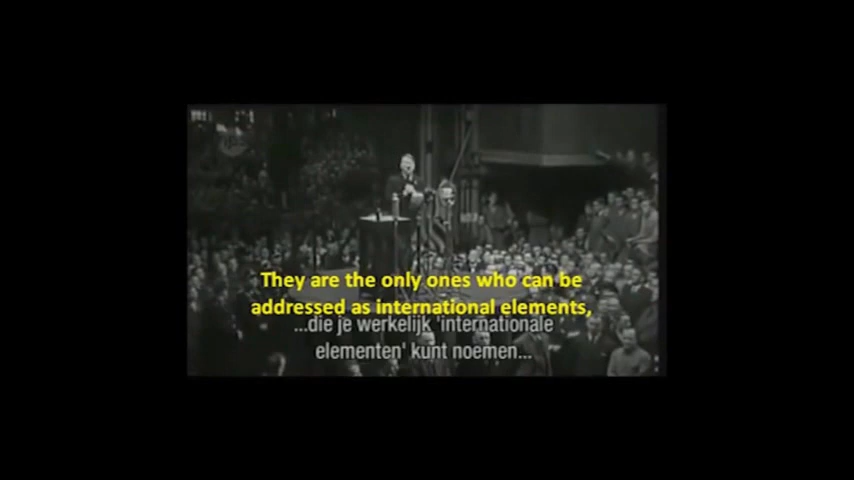 They are the only ones who can be
addressed as international elements,
...die je werkelijk 'internationale
elementen' kunt noemen...